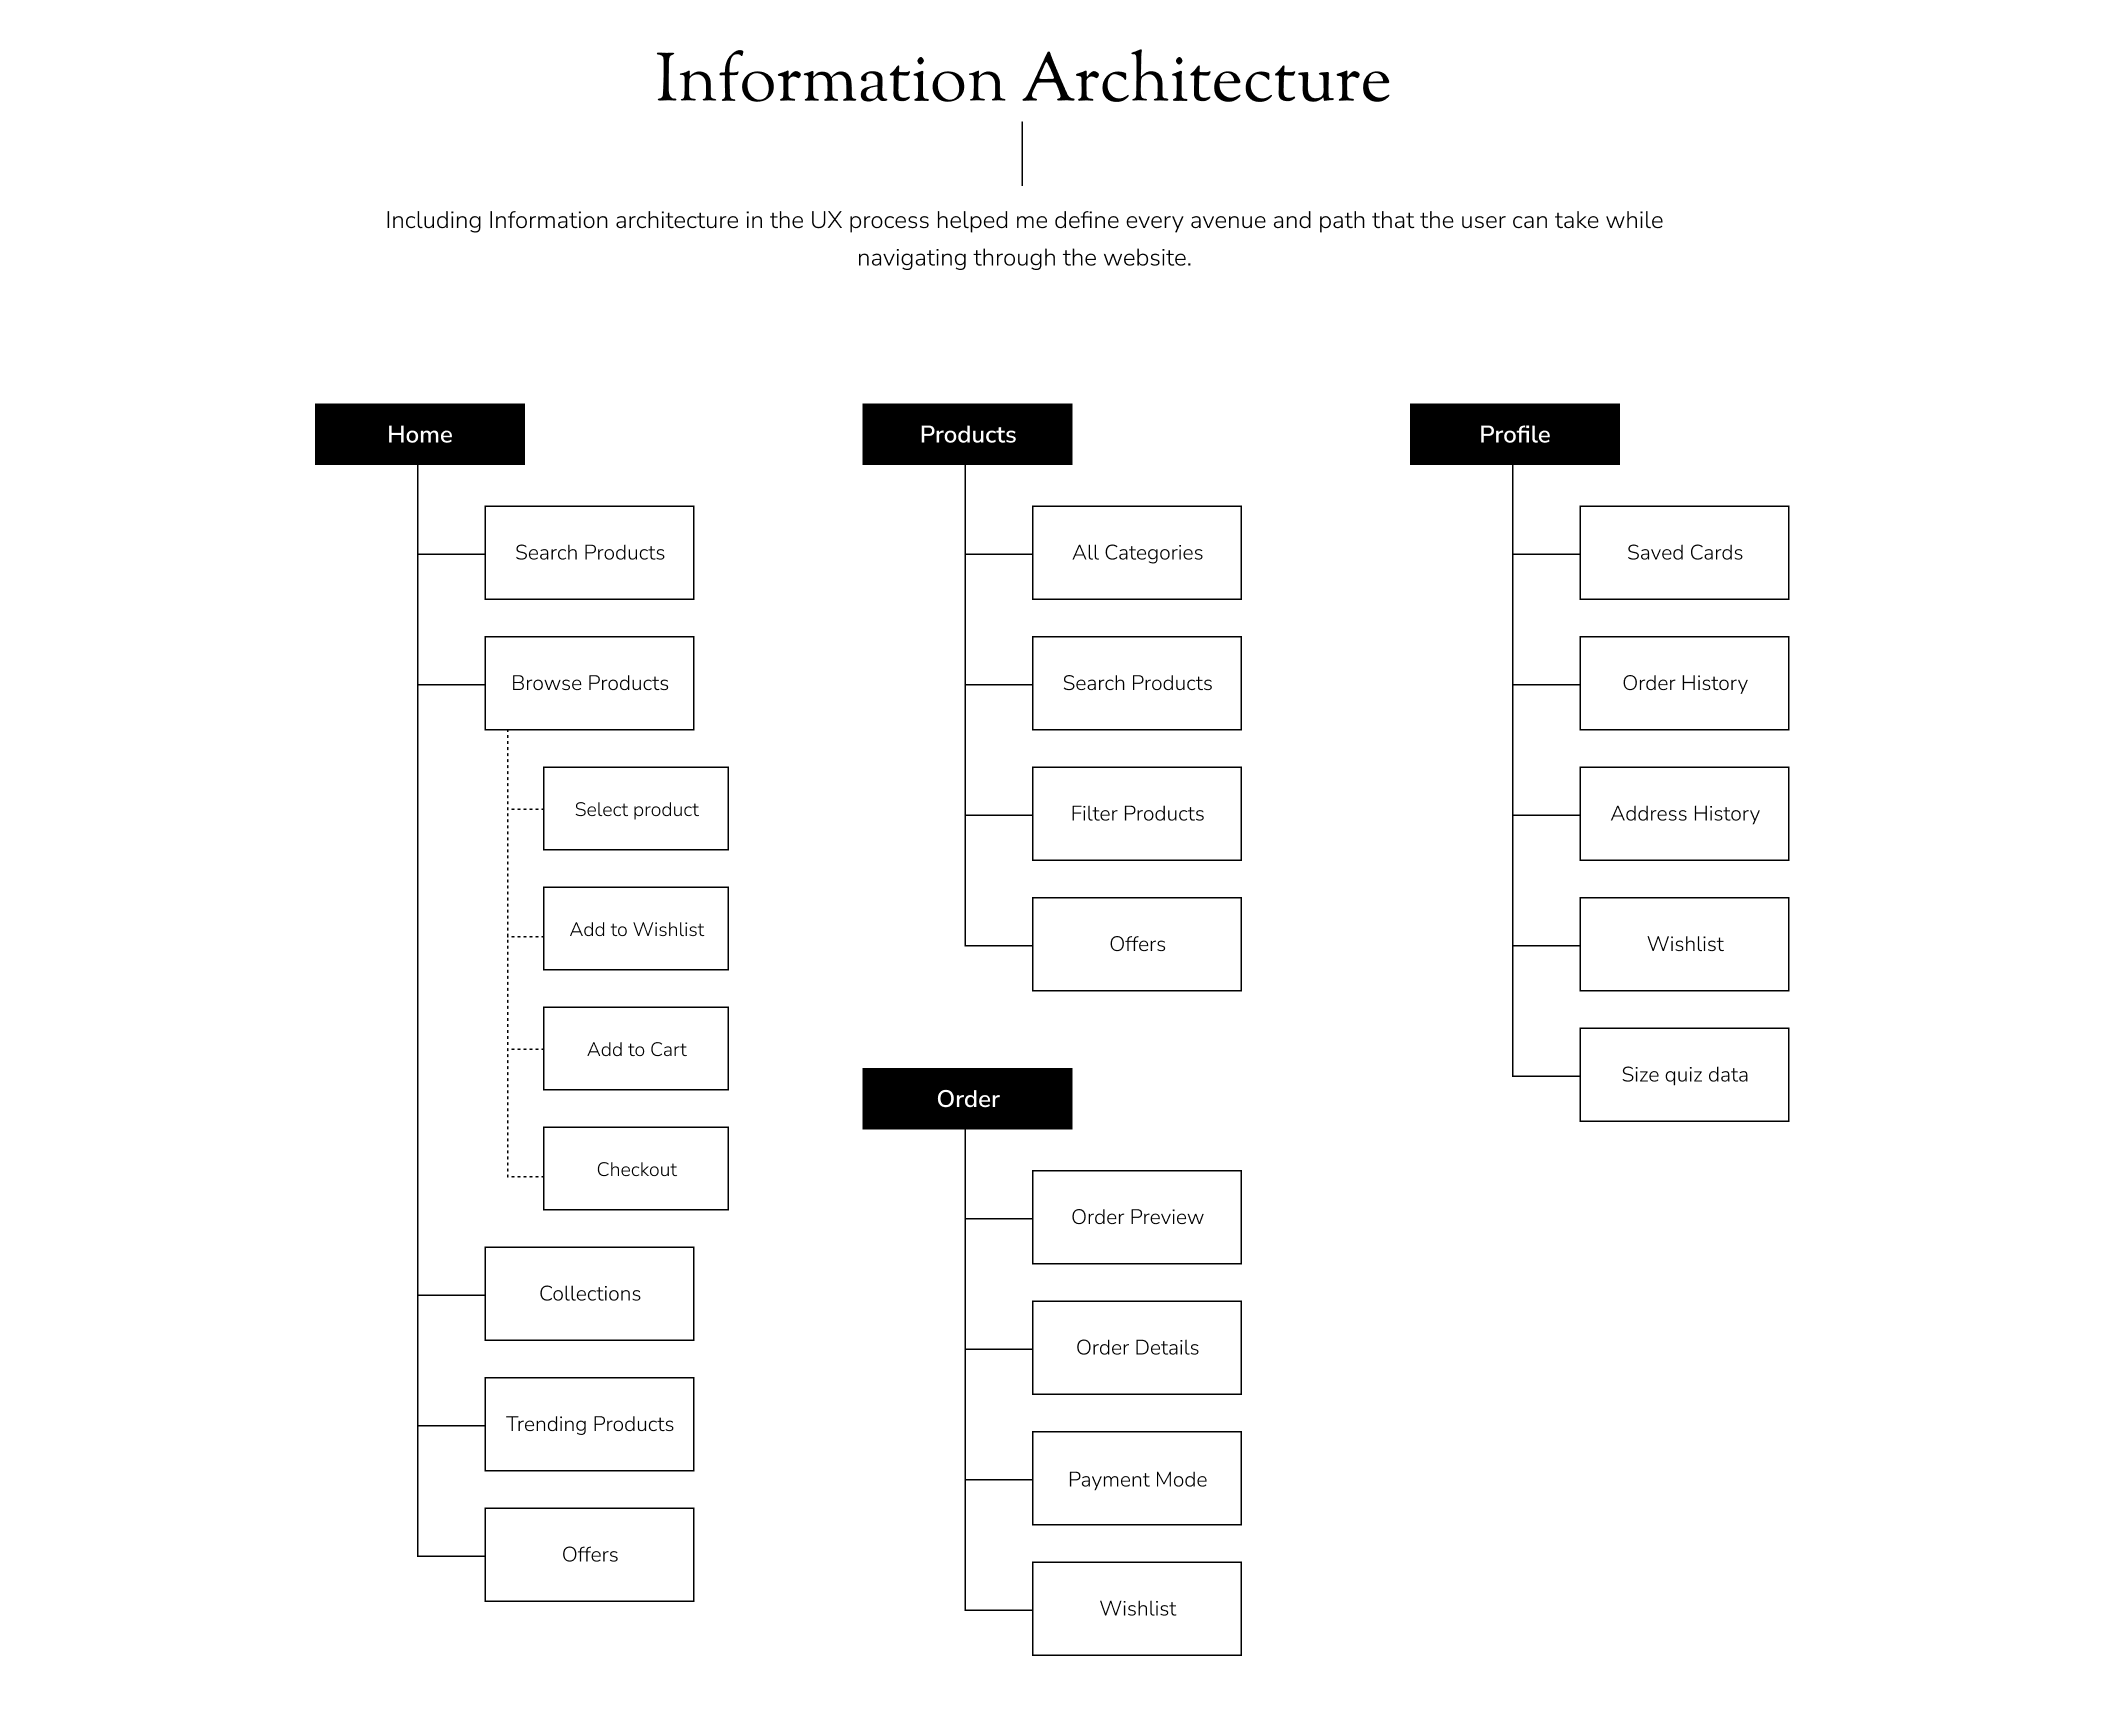 Information Architecture
Including Information architecture in the UX process helped me define every avenue and path that the user can take while
navigating through the website.
Home
Search Products
Browse Products
Select product
Add to Wishlist
Add to Cart
Checkout
Collections
Trending Products
Offers
Products
All Categories
Search Products
Filter Products
Offers
Order
Order Preview
Order Details
Payment Mode
Wishlist
Profile
Saved Cards
Order History
Address History
Wishlist
Size quiz data